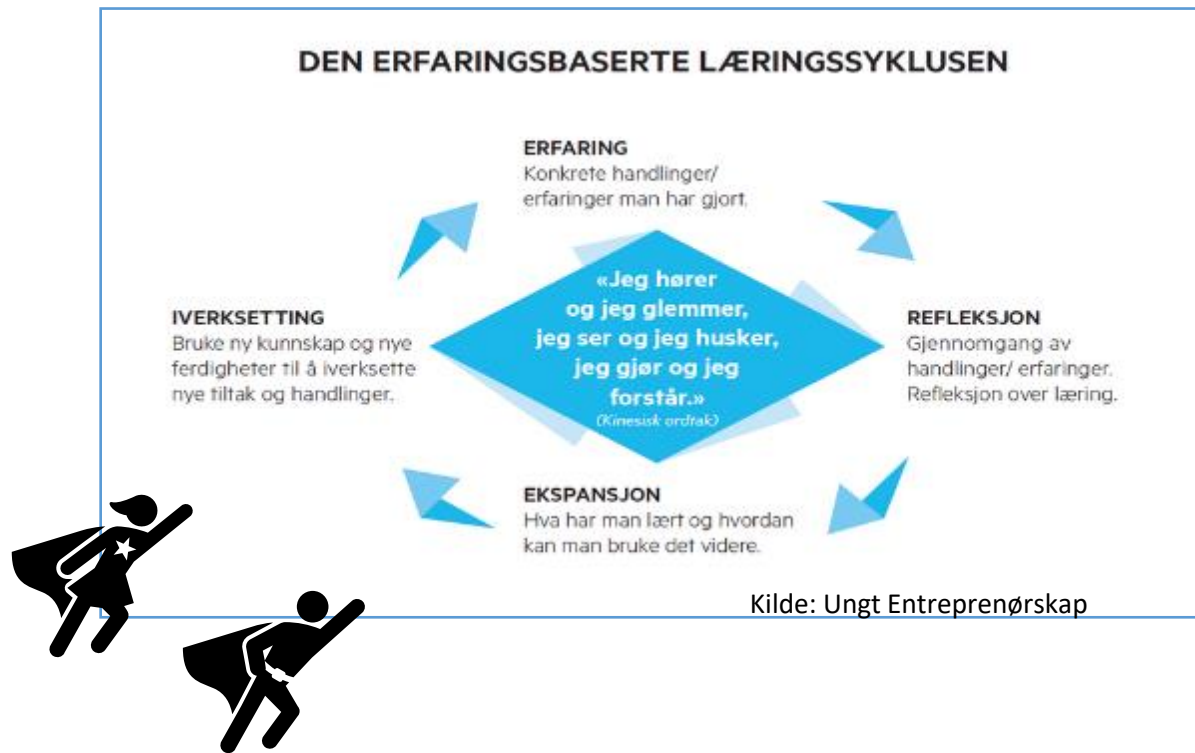 DEN ERFARINGSBASERTE LÆRINGSSYKLUSEN
ERFARING
Konkrete handlinger/
erfaringer man har gjort.
«Jeg hører
og jeg glemmer,
jeg ser og jeg husker,
jeg gjør og jeg
forstår.»
(Kinesisk ordtak)
IVERKSETTING
Bruke ny kunnskap og nye
ferdigheter til å iverksette
nye tiltak og handlinger.
REFLEKSJON
Gjennomgang av
handlinger/ erfaringer.
Refleksjon over læring.
EKSPANSJON
Hva har man lært og hvordan
kan man bruke det videre.
Kilde: Ungt Entreprenørskap